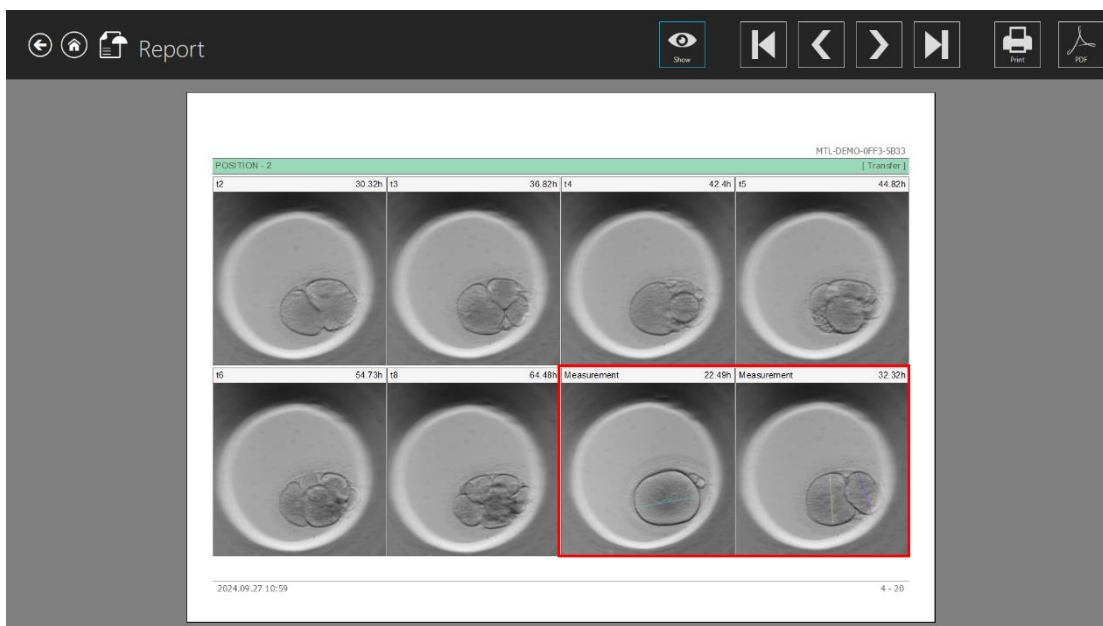 Report
Show
Print
PDF
MTL-DEMO-0FF3-5B33
POSITION - 2 [ Transfer ]
t2 30.32h t3 36.82h t4 42.4h t5 44.82h
t6 54.73h t8 64.48h Measurement 22.49h Measurement 32.32h
2024.09.27 10:59 4 - 20